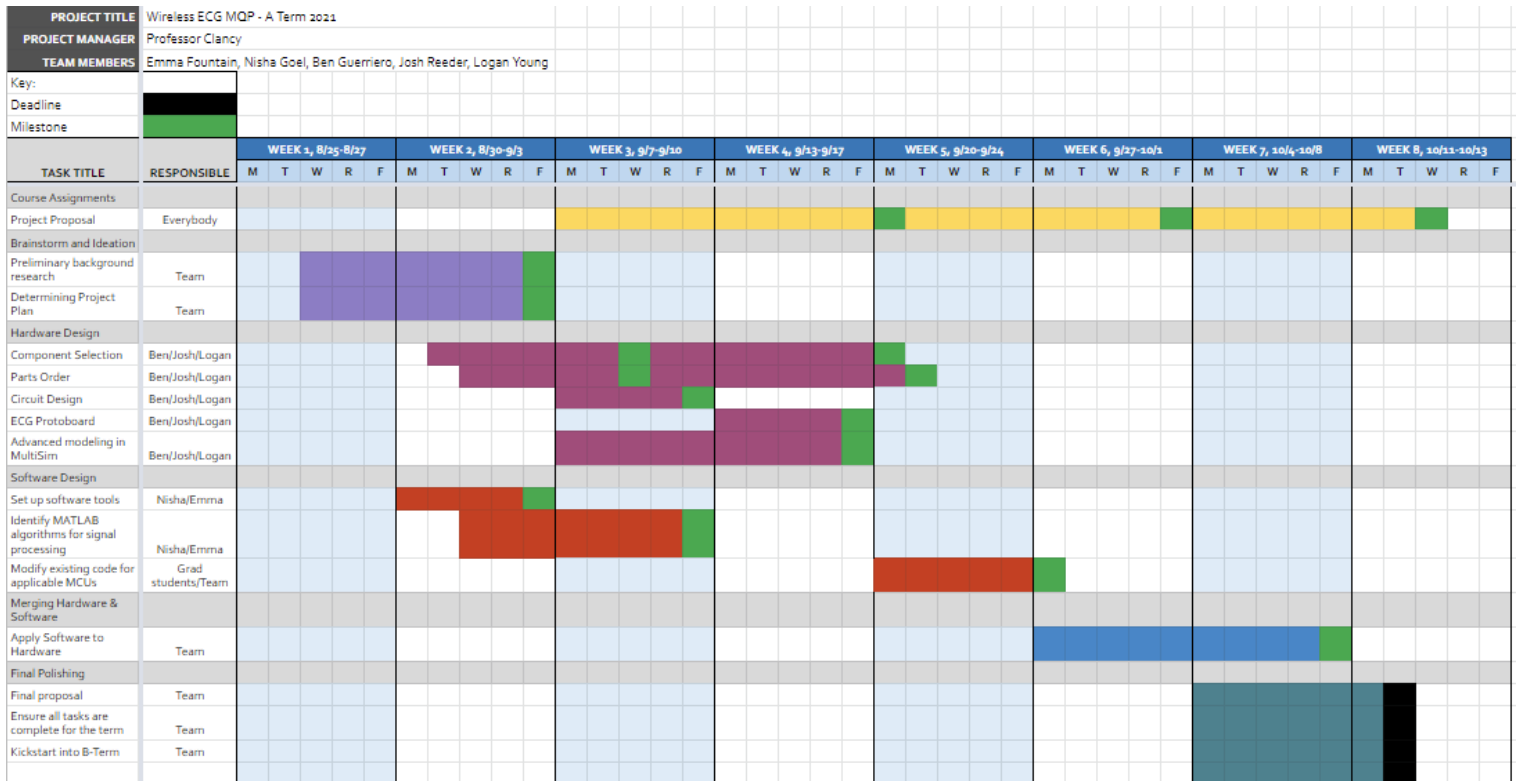 PROJECT TITLE Wireless ECG MQP - A Term 2021
PROJECT MANAGER Professor Clancy
TEAM MEMBERS Emma Fountain, Nisha Goel, Ben Guerriero, Josh Reeder, Logan Young
Key:
Deadline
Milestone
WEEK 1, 8/25-8/27 WEEK 2, 8/30-9/3 WEEK 3, 9/7-9/10 WEEK 4, 9/13-9/17 WEEK 5, 9/20-9/24 WEEK 6, 9/27-10/1 WEEK 7, 10/4-10/8 WEEK 8, 10/11-10/13
TASK TITLE RESPONSIBLE M T W R F M T W R F M T W R F M T W R F M T W R F M T W R F M T W R F M T W R F
Course Assignments
Project Proposal Everybody
Brainstorm and Ideation
Preliminary background
research Team
Determining Project
Plan Team
Hardware Design
Component Selection Ben/Josh/Logan
Parts Order Ben/Josh/Logan
Circuit Design Ben/Josh/Logan
ECG Protoboard Ben/Josh/Logan
Advanced modeling in
MultiSim Ben/Josh/Logan
Software Design
Set up software tools Nisha/Emma
Identify MATLAB
algorithms for signal
processing Nisha/Emma
Modify existing code for Grad
applicable MCUs students/Team
Merging Hardware &
Software
Apply Software to
Hardware Team
Final Polishing
Final proposal Team
Ensure all tasks are
complete for the term Team
Kickstart into B-Term Team